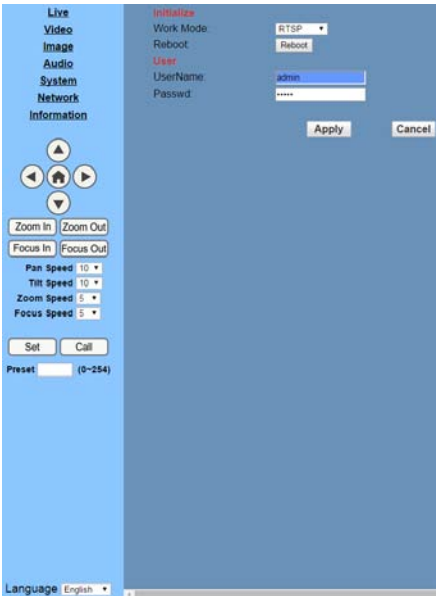 Live
Video
Image
Audio
System
Network
Information
Zoom In Zoom Out
Focus In Focus Out
Pan Speed 10
Tilt Speed 10
Zoom Speed 5
Focus Speed 5
Set Call
Preset (0~254)
Language English
Initialize
Work Mode: RTSP
Reboot: Reboot
User
UserName: admin
Passwd: •••••
Apply Cancel